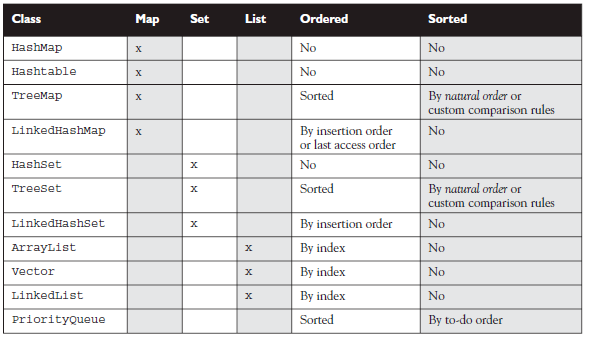 Class Map Set List Ordered Sorted
HashMap x No No
Hashtable x No No
TreeMap x Sorted By natural order or
custom comparison rules
LinkedHashMap x By insertion order No
or last access order
HashSet x No No
TreeSet x Sorted By natural order or
custom comparison rules
LinkedHashSet x By insertion order No
ArrayList x By index No
Vector x By index No
LinkedList x By index No
PriorityQueue Sorted By to-do order